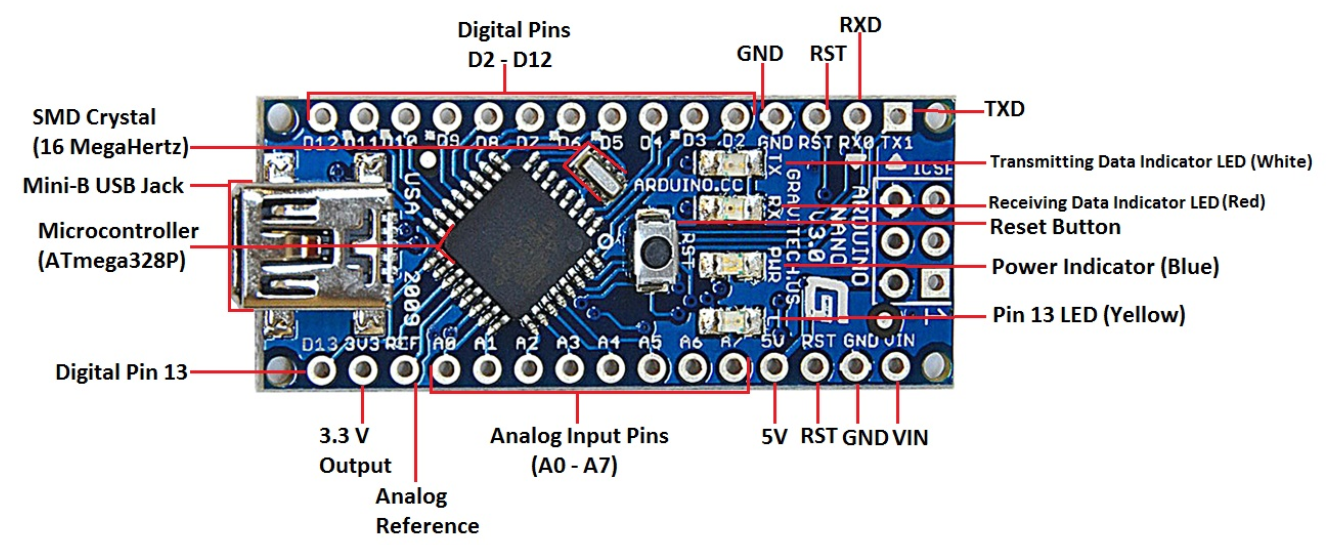 Digital Pins
D2 - D12
GND
RST
RXD
TXD
SMD Crystal
(16 MegaHertz)
Mini-B USB Jack
Microcontroller
(ATmega328P)
Digital Pin 13
Transmitting Data Indicator LED (White)
Receiving Data Indicator LED (Red)
Reset Button
Power Indicator (Blue)
Pin 13 LED (Yellow)
D12 D11 D10 D9 D8 D7 D6 D5 D4 D3 D2 GND RST RX0 TX1
ICSP
ARDUINO.CC
TX
RX
RST
PWR
L
USA
2009
GRAVITECH.US
ARDUINO
NANO
V3.0
1
D13 3V3 REF A0 A1 A2 A3 A4 A5 A6 A7 5V RST GND VIN
3.3 V
Output
Analog
Reference
Analog Input Pins
(A0 - A7)
5V
RST
GND
VIN